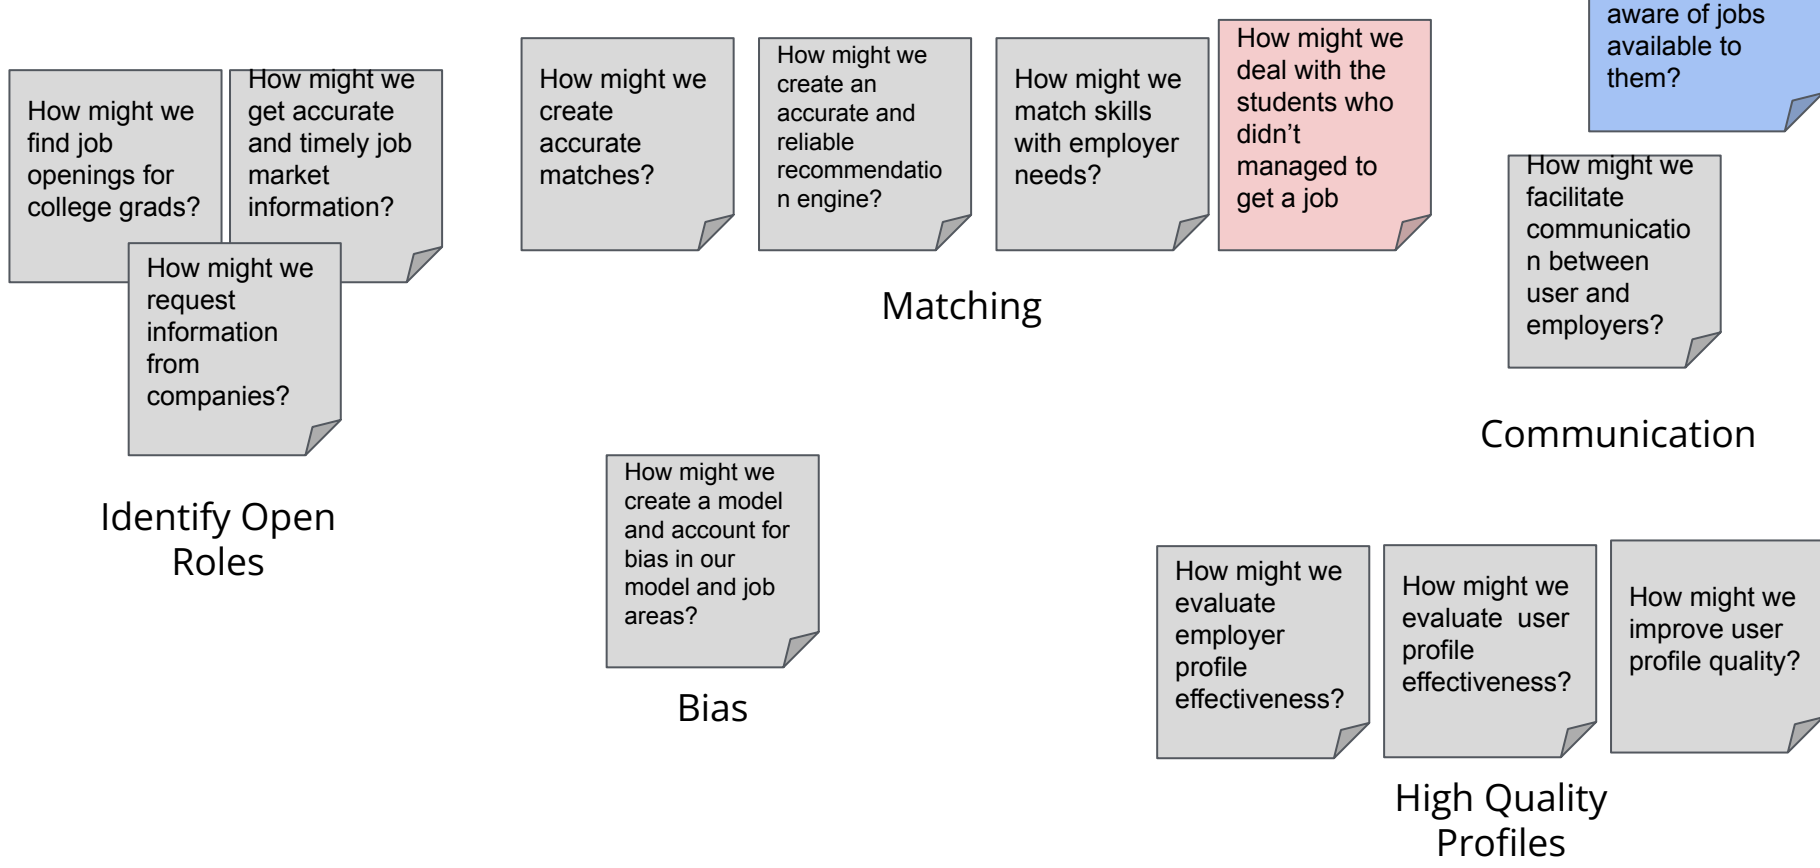 How might we
find job
openings for
college grads?
How might we
get accurate
and timely job
market
information?
How might we
request
information
from
companies?
Identify Open
Roles
How might we
create
accurate
matches?
How might we
create an
accurate and
reliable
recommendatio
n engine?
How might we
match skills
with employer
needs?
How might we
deal with the
students who
didn’t
managed to
get a job
Matching
aware of jobs
available to
them?
How might we
facilitate
communicatio
n between
user and
employers?
Communication
How might we
create a model
and account for
bias in our
model and job
areas?
Bias
How might we
evaluate
employer
profile
effectiveness?
How might we
evaluate  user
profile
effectiveness?
How might we
improve user
profile quality?
High Quality
Profiles